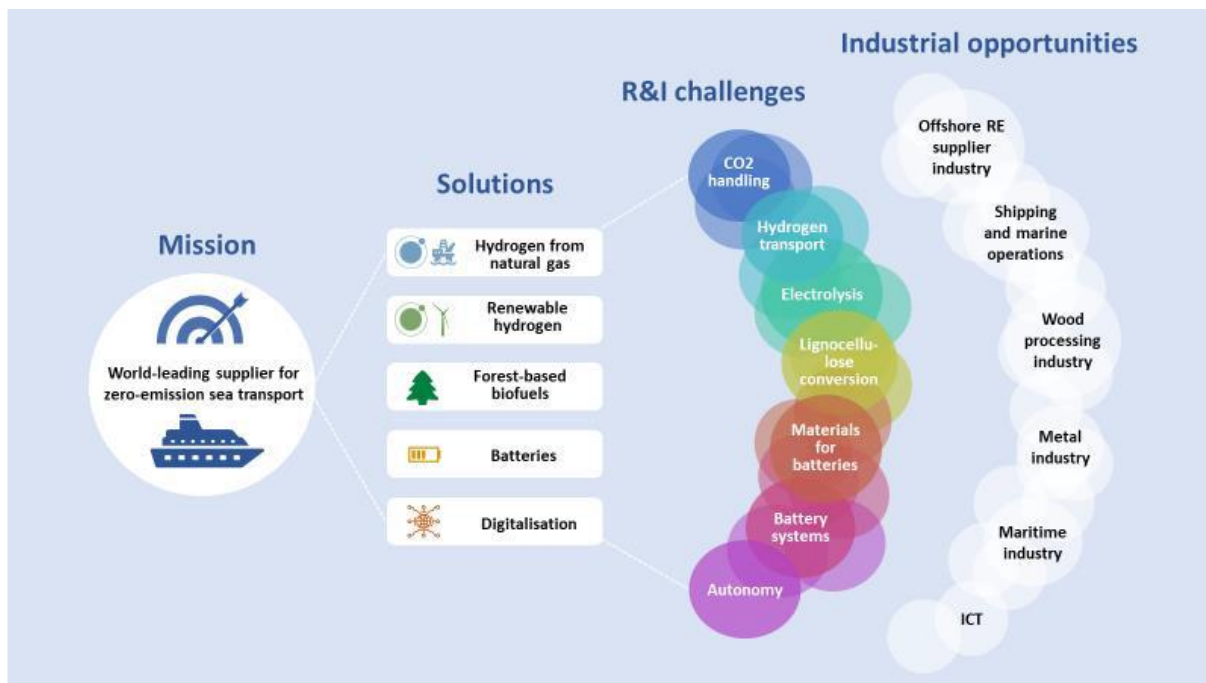 Mission
World-leading supplier for
zero-emission sea transport
Solutions
Hydrogen from
natural gas
Renewable
hydrogen
Forest-based
biofuels
Batteries
Digitalisation
R&I challenges
CO2
handling
Hydrogen
transport
Electrolysis
Lignocellu-
lose
conversion
Materials
for
batteries
Battery
systems
Autonomy
Industrial opportunities
Offshore RE
supplier
industry
Shipping
and marine
operations
Wood
processing
industry
Metal
industry
Maritime
industry
ICT